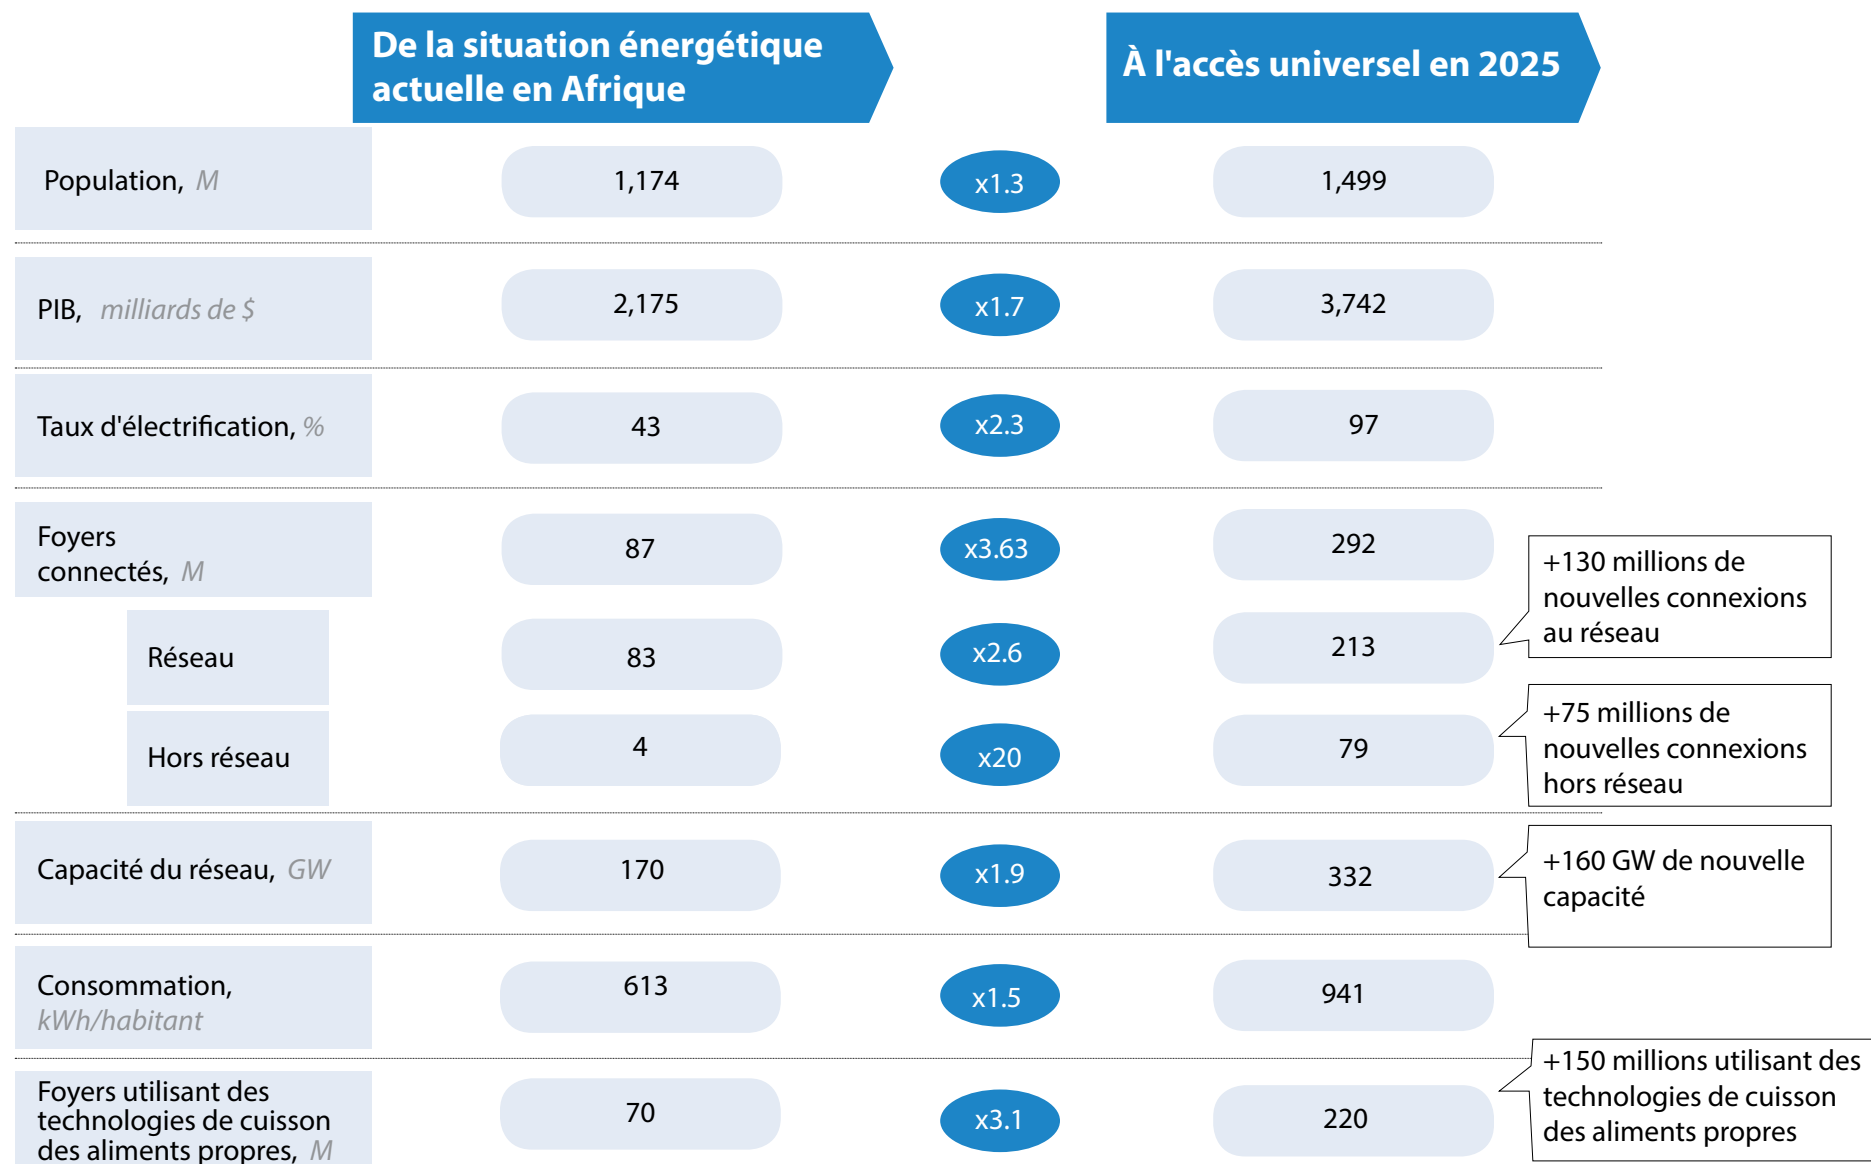 De la situation énergétique
actuelle en Afrique
À l'accès universel en 2025
Population, M
1,174
x1.3
1,499
PIB, milliards de $
2,175
x1.7
3,742
Taux d'électrification, %
43
x2.3
97
Foyers
connectés, M
87
x3.63
292
+130 millions de
nouvelles connexions
au réseau
Réseau
83
x2.6
213
Hors réseau
4
x20
79
+75 millions de
nouvelles connexions
hors réseau
Capacité du réseau, GW
170
x1.9
332
+160 GW de nouvelle
capacité
Consommation,
kWh/habitant
613
x1.5
941
Foyers utilisant des
technologies de cuisson
des aliments propres, M
70
x3.1
220
+150 millions utilisant des
technologies de cuisson
des aliments propres